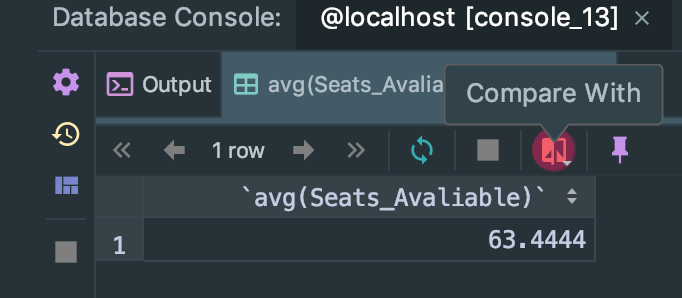 Database Console: @localhost [console_13]
Output avg(Seats_Avalia
Compare With
1 row
`avg(Seats_Avaliable)`
1 63.4444